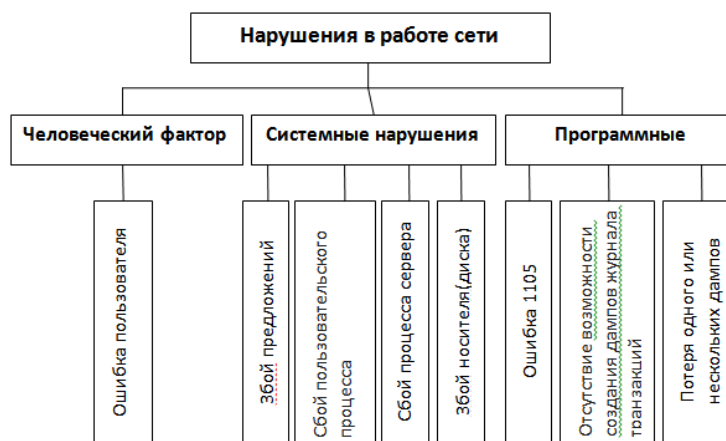 Нарушения в работе сети
Человеческий фактор
Системные нарушения
Программные
Ошибка пользователя
Збой предложений
Сбой пользовательского
процесса
Сбой процесса сервера
Збой носителя(диска)
Ошибка 1105
Отсутствие возможности
создания дампов журнала
транзакций
Потеря одного или
нескольких дампов